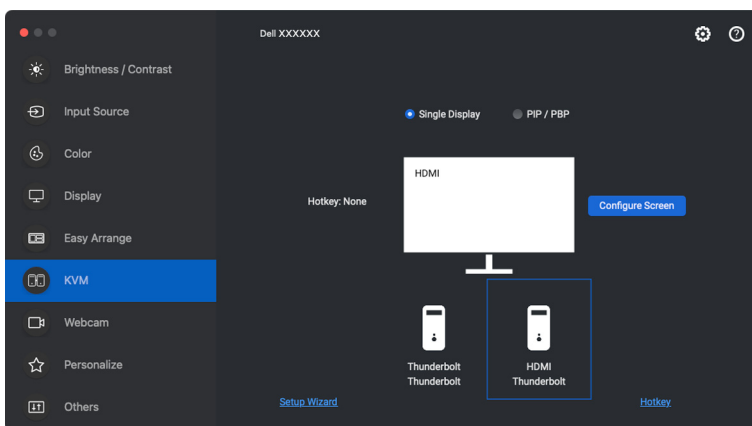 Dell XXXXXX
Brightness / Contrast
Input Source
Color
Display
Easy Arrange
KVM
Webcam
Personalize
Others
Single Display
PIP / PBP
HDMI
Hotkey: None
Configure Screen
Thunderbolt
Thunderbolt
HDMI
Thunderbolt
Setup Wizard
Hotkey